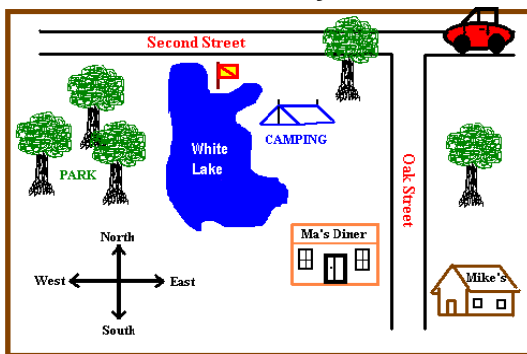 Second Street
CAMPING
White
Lake
PARK
Oak Street
Ma's Diner
North
West
East
South
Mike's